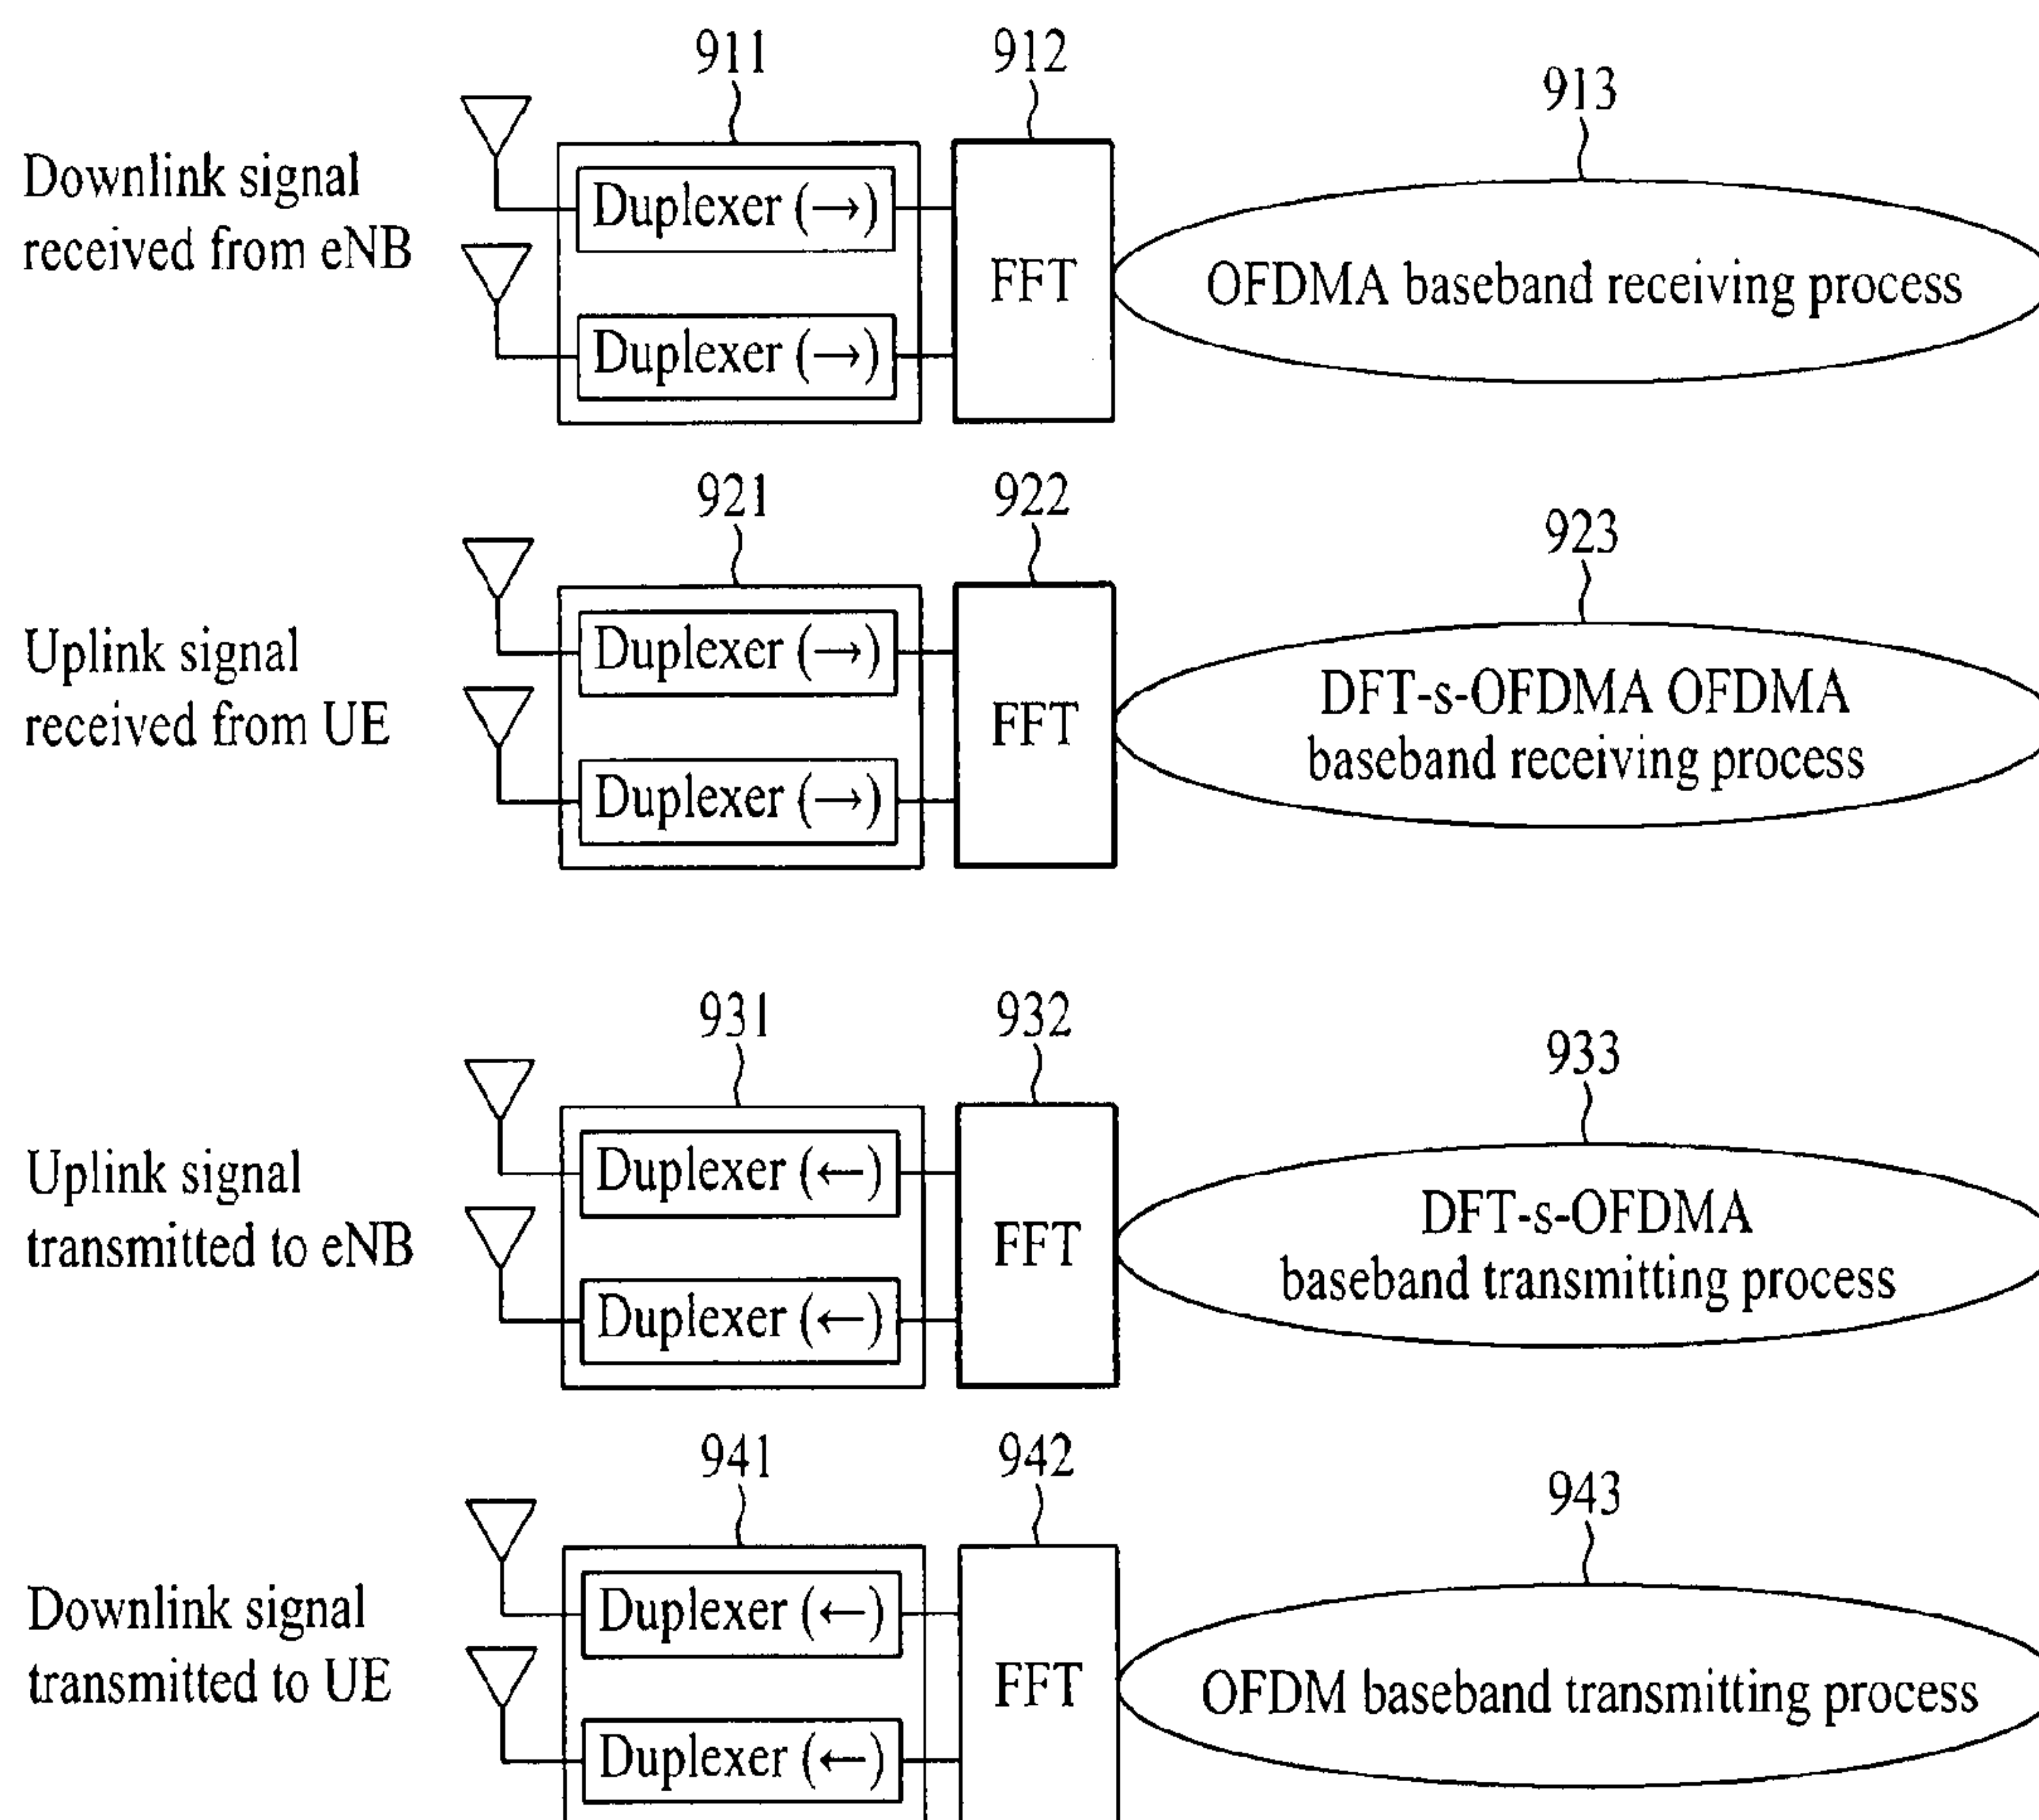 911
912
913
Downlink signal
received from eNB
Duplexer (→)
Duplexer (→)
FFT
OFDMA baseband receiving process
921
922
923
Uplink signal
received from UE
Duplexer (→)
Duplexer (→)
FFT
DFT-s-OFDMA OFDMA
baseband receiving process
931
932
933
Uplink signal
transmitted to eNB
Duplexer (←)
Duplexer (←)
FFT
DFT-s-OFDMA
baseband transmitting process
941
942
943
Downlink signal
transmitted to UE
Duplexer (←)
Duplexer (←)
FFT
OFDM baseband transmitting process